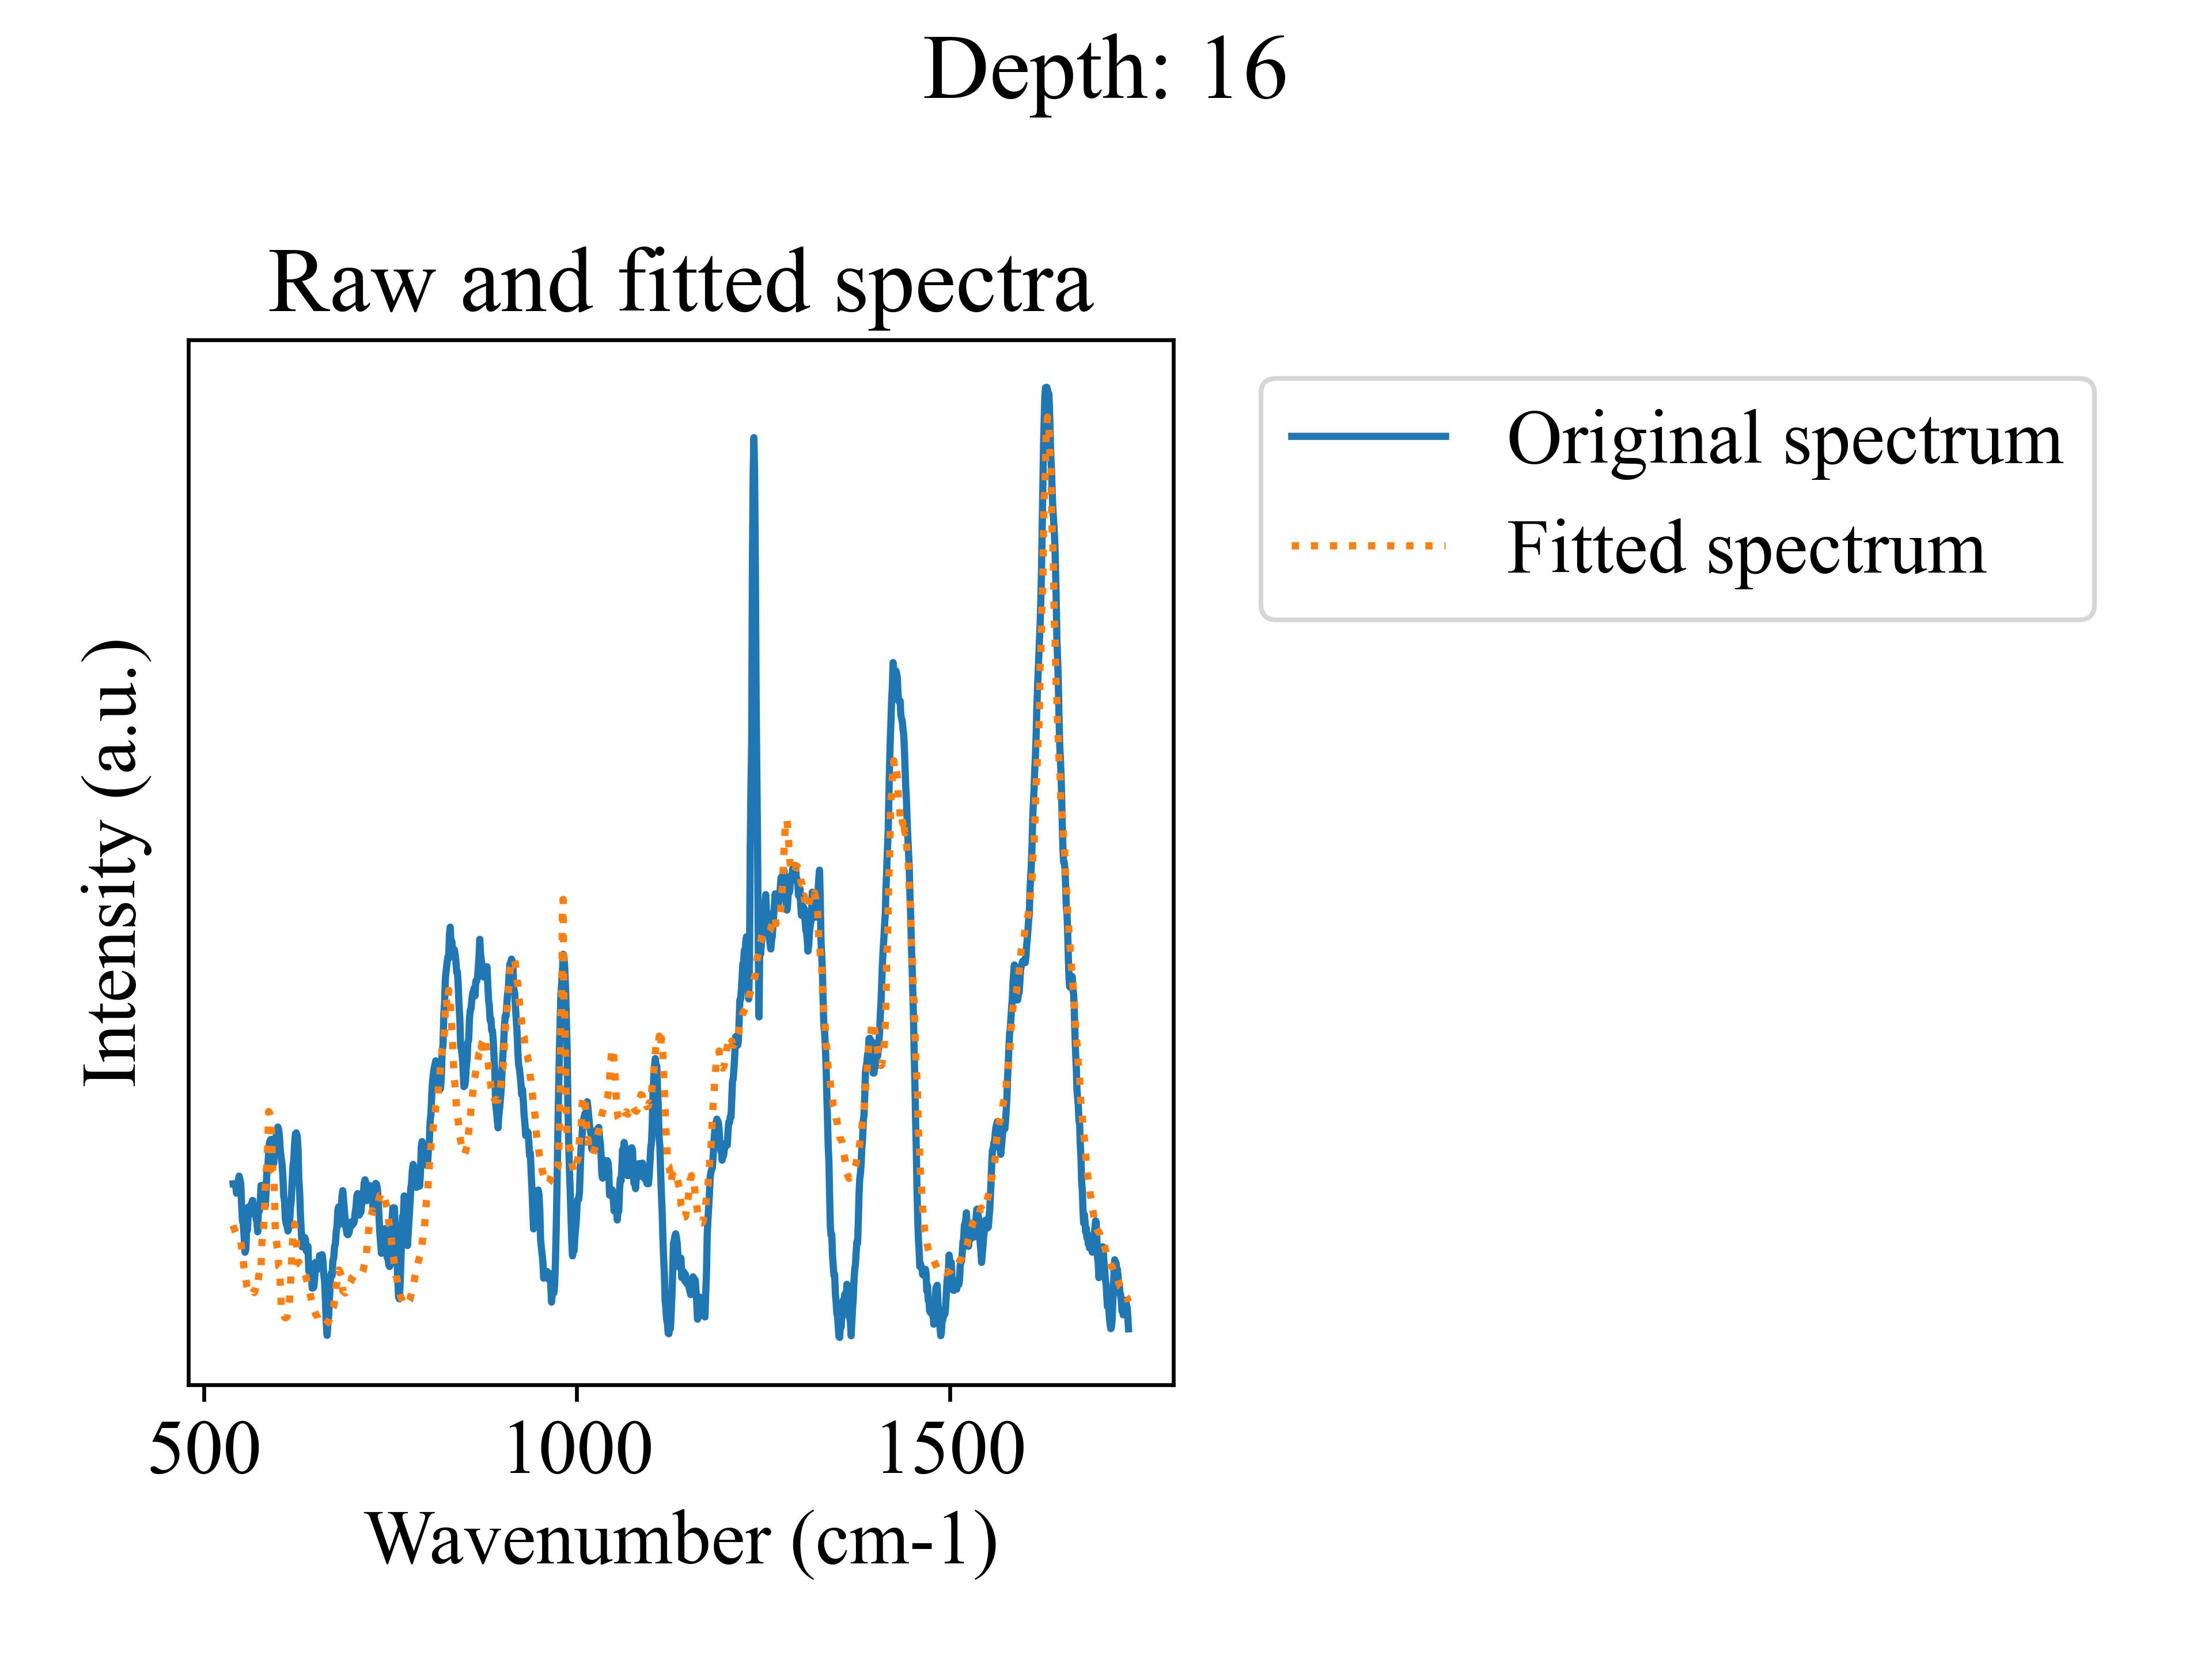 Depth: 16
Raw and fitted spectra
Original spectrum
Fitted spectrum
Intensity (a.u.)
500 1000 1500
Wavenumber (cm-1)